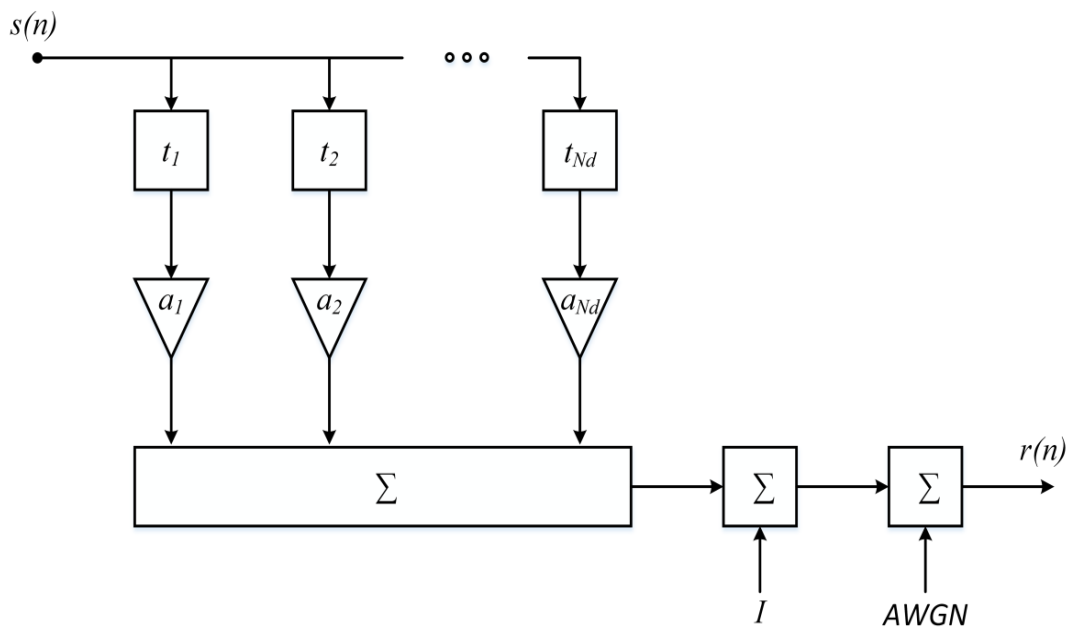 s(n)
t1 t2 tNd
a1 a2 aNd
∑ ∑ ∑ r(n)
I AWGN